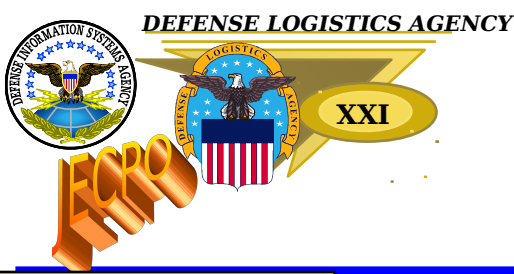 DEFENSE LOGISTICS AGENCY
DEFENSE INFORMATION SYSTEMS AGENCY
DEFENSE LOGISTICS AGENCY
XXI
JECPO